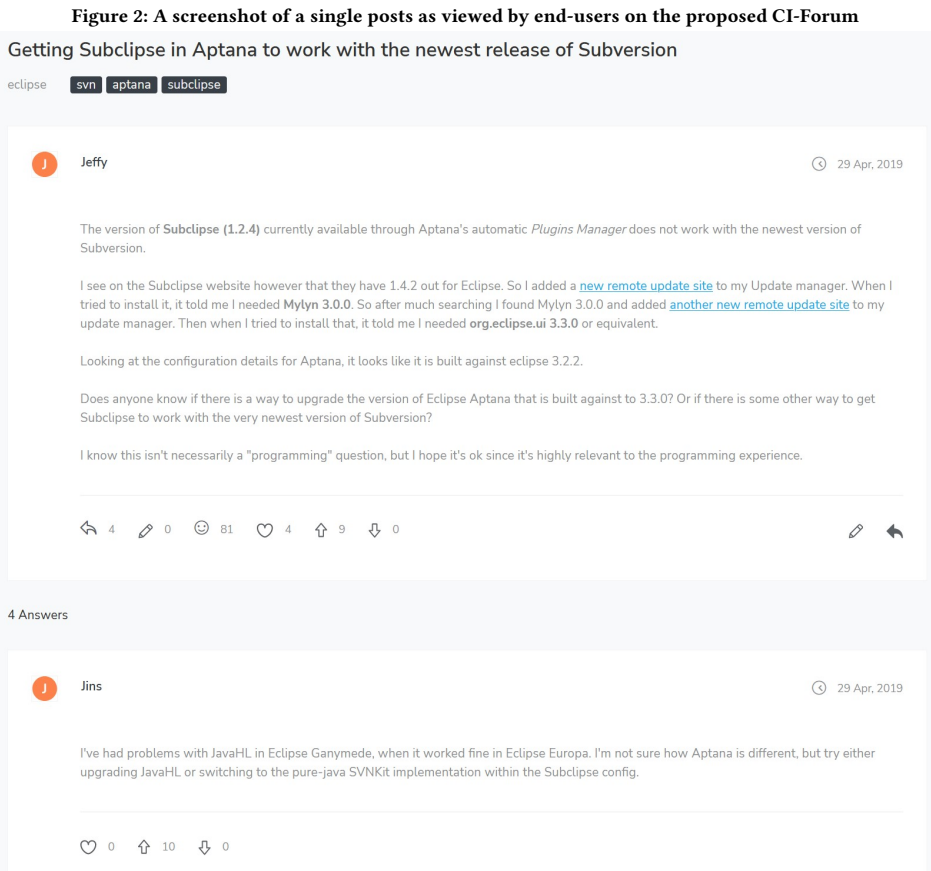 Figure 2: A screenshot of a single posts as viewed by end-users on the proposed CI-Forum
Getting Subclipse in Aptana to work with the newest release of Subversion
eclipse svn aptana subclipse
J Jeffy 29 Apr, 2019
The version of Subclipse (1.2.4) currently available through Aptana's automatic Plugins Manager does not work with the newest version of
Subversion.
I see on the Subclipse website however that they have 1.4.2 out for Eclipse. So I added a new remote update site to my Update manager. When I
tried to install it, it told me I needed Mylyn 3.0.0. So after much searching I found Mylyn 3.0.0 and added another new remote update site to my
update manager. Then when I tried to install that, it told me I needed org.eclipse.ui 3.3.0 or equivalent.
Looking at the configuration details for Aptana, it looks like it is built against eclipse 3.2.2.
Does anyone know if there is a way to upgrade the version of Eclipse Aptana that is built against to 3.3.0? Or if there is some other way to get
Subclipse to work with the very newest version of Subversion?
I know this isn't necessarily a "programming" question, but I hope it's ok since it's highly relevant to the programming experience.
4 0 81 4 9 0
4 Answers
J Jins 29 Apr, 2019
I've had problems with JavaHL in Eclipse Ganymede, when it worked fine in Eclipse Europa. I'm not sure how Aptana is different, but try either
upgrading JavaHL or switching to the pure-java SVNKit implementation within the Subclipse config.
0 10 0